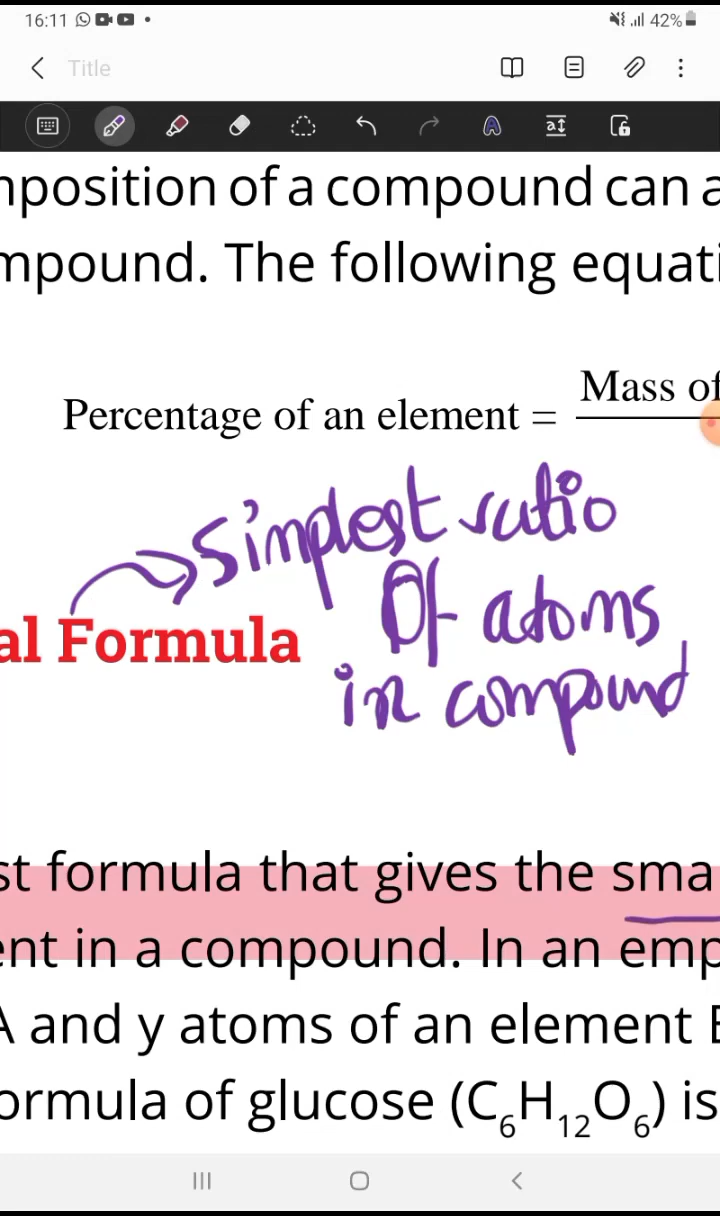 16:11
42%
Title
mposition of a compound can a
mpound. The following equati
Mass of
Percentage of an element =
simplest ratio
Of atoms
in compound
al Formula
st formula that gives the sma
ent in a compound. In an emp
A and y atoms of an element E
ormula of glucose (C₆H₁₂O₆) is